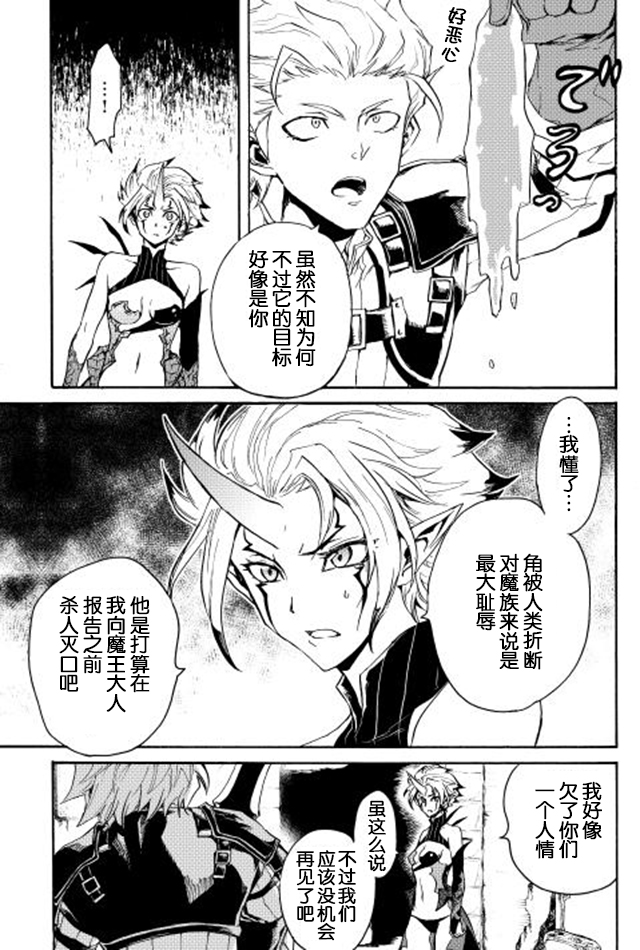 好恶心
でろっ
虽然不知为何
不过它的目标
好像是你
…!
…我懂了…
角被人类折断
对魔族来说是
最大耻辱
他是打算在
我向魔王大人
报告之前
杀人灭口吧
我好像
欠了你们
一个人情
虽这么说
不过我们
应该没机会
再见了吧